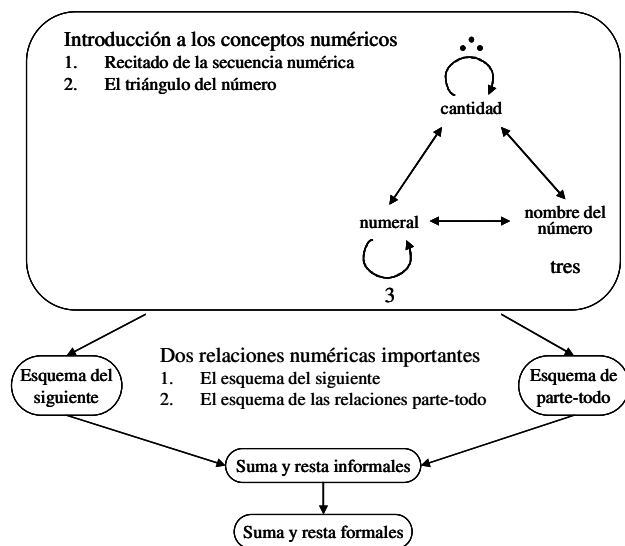 Introducción a los conceptos numéricos
1. Recitado de la secuencia numérica
2. El triángulo del número
cantidad
numeral
nombre del
número
tres
3
Dos relaciones numéricas importantes
1. El esquema del siguiente
2. El esquema de las relaciones parte-todo
Esquema del
siguiente
Esquema de
parte-todo
Suma y resta informales
Suma y resta formales